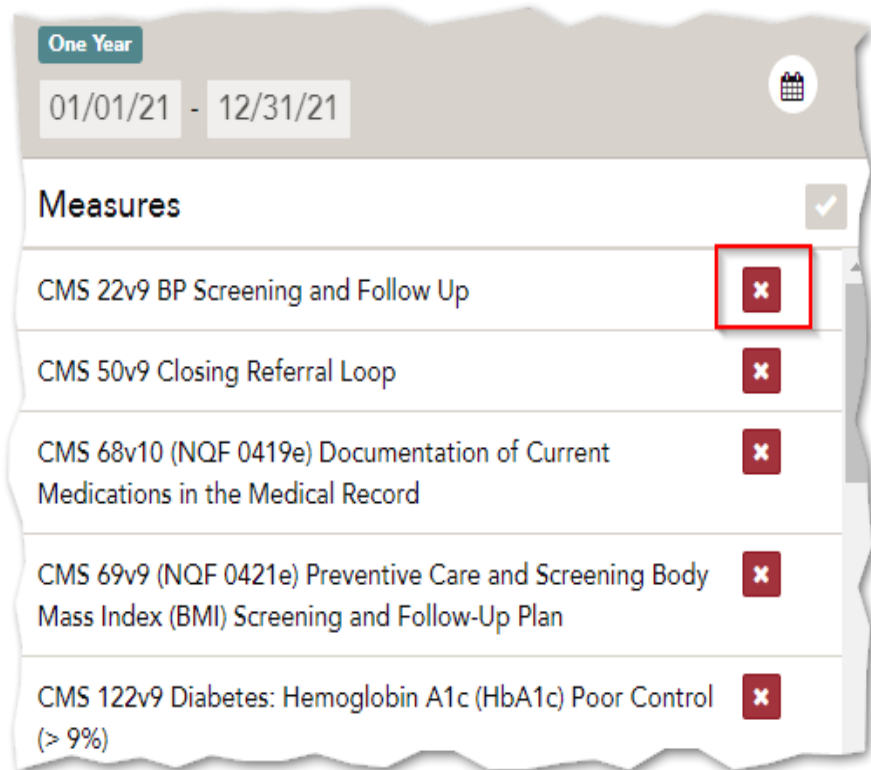 One Year
01/01/21 - 12/31/21
Measures
CMS 22v9 BP Screening and Follow Up
CMS 50v9 Closing Referral Loop
CMS 68v10 (NQF 0419e) Documentation of Current
Medications in the Medical Record
CMS 69v9 (NQF 0421e) Preventive Care and Screening Body
Mass Index (BMI) Screening and Follow-Up Plan
CMS 122v9 Diabetes: Hemoglobin A1c (HbA1c) Poor Control
(> 9%)